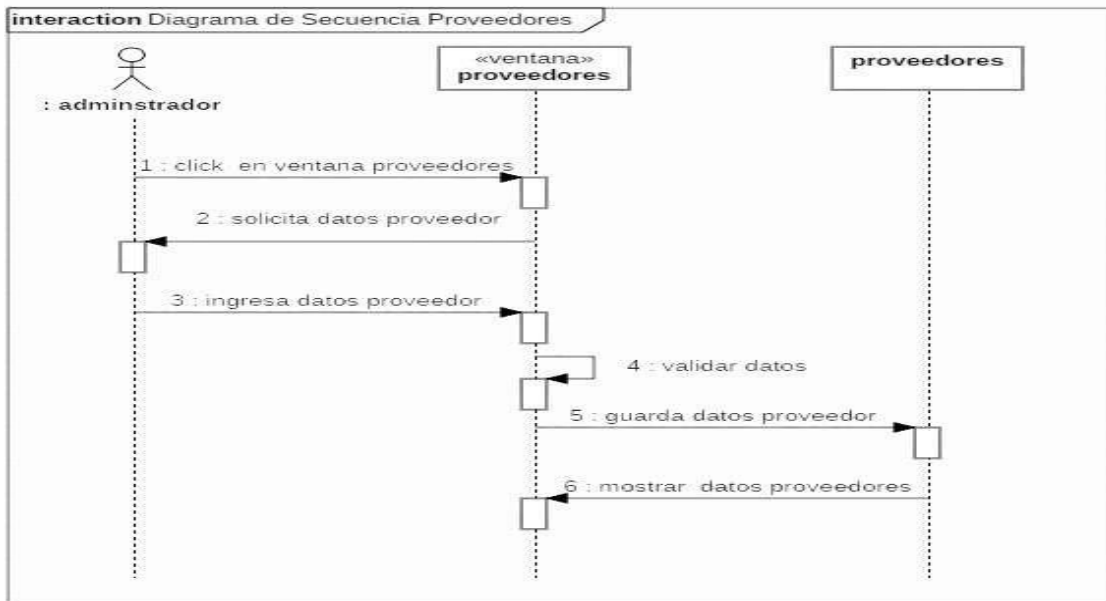 interaction Diagrama de Secuencia Proveedores
: adminstrador
«ventana»
proveedores
proveedores
1 : click en ventana proveedores
2 : solicita datos proveedor
3 : ingresa datos proveedor
4 : validar datos
5 : guarda datos proveedor
6 : mostrar datos proveedores